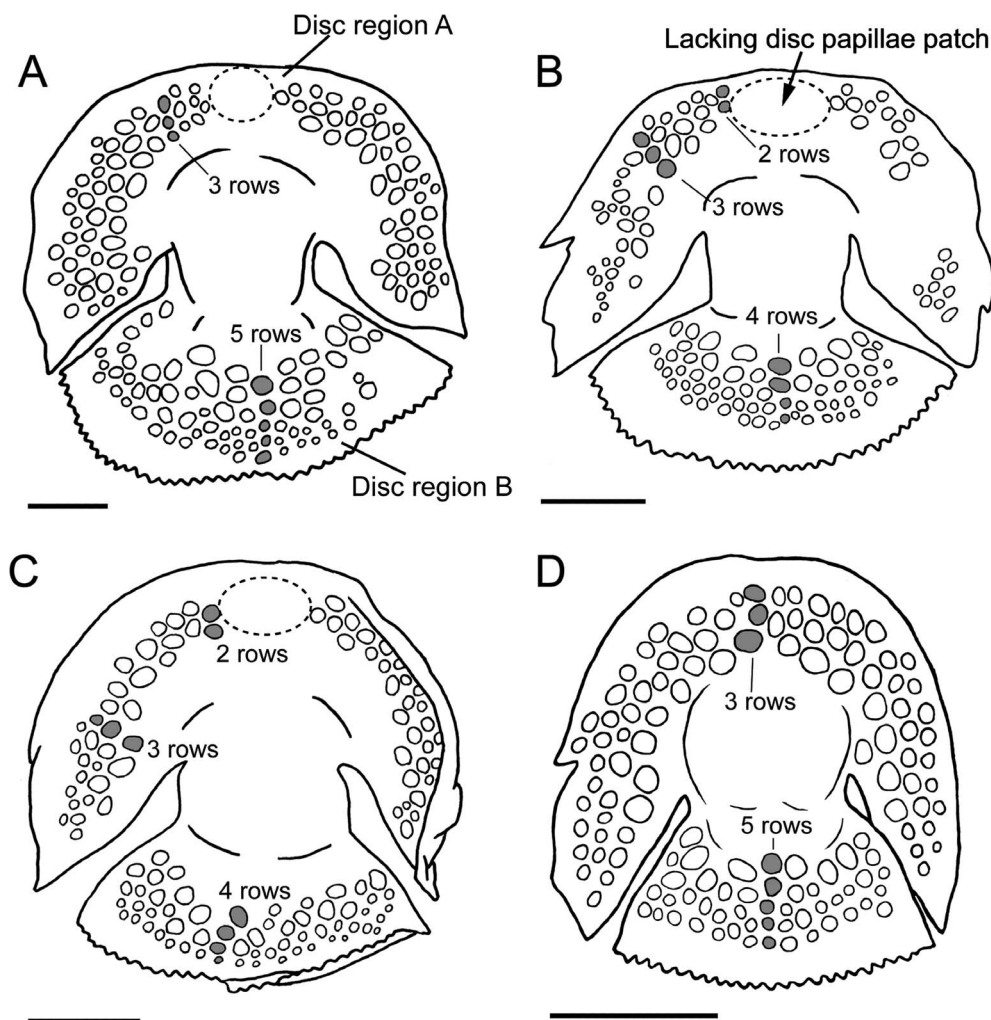 A
Disc region A
3 rows
5 rows
Disc region B
B
Lacking disc papillae patch
2 rows
3 rows
4 rows
C
2 rows
3 rows
4 rows
D
3 rows
5 rows